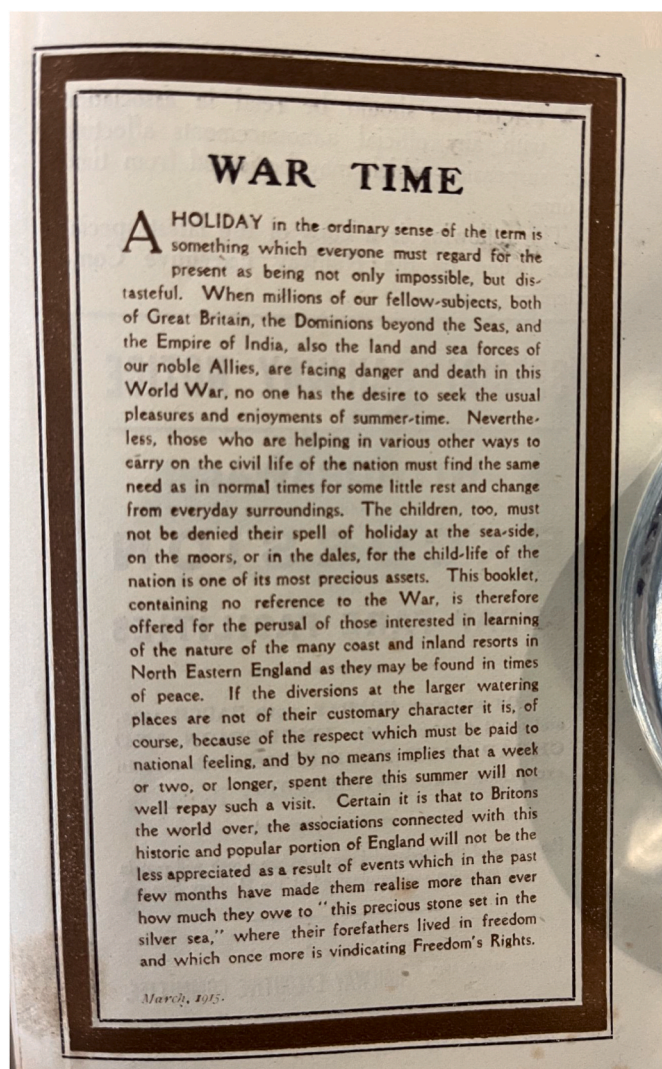 WAR TIME
A HOLIDAY in the ordinary sense of the term is
something which everyone must regard for the
present as being not only impossible, but dis-
tasteful. When millions of our fellow-subjects, both
of Great Britain, the Dominions beyond the Seas, and
the Empire of India, also the land and sea forces of
our noble Allies, are facing danger and death in this
World War, no one has the desire to seek the usual
pleasures and enjoyments of summer-time. Neverthe-
less, those who are helping in various other ways to
carry on the civil life of the nation must find the same
need as in normal times for some little rest and change
from everyday surroundings. The children, too, must
not be denied their spell of holiday at the sea-side,
on the moors, or in the dales, for the child-life of the
nation is one of its most precious assets. This booklet,
containing no reference to the War, is therefore
offered for the perusal of those interested in learning
of the nature of the many coast and inland resorts in
North Eastern England as they may be found in times
of peace. If the diversions at the larger watering
places are not of their customary character it is, of
course, because of the respect which must be paid to
national feeling, and by no means implies that a week
or two, or longer, spent there this summer will not
well repay such a visit. Certain it is that to Britons
the world over, the associations connected with this
historic and popular portion of England will not be the
less appreciated as a result of events which in the past
few months have made them realise more than ever
how much they owe to "this precious stone set in the
silver sea," where their forefathers lived in freedom
and which once more is vindicating Freedom's Rights.
March, 1915.